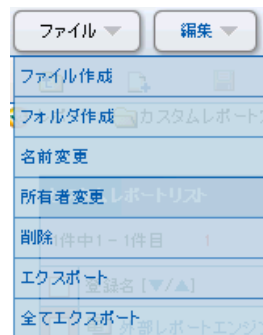 ファイル ▼ 編集 ▼
ファイル作成
フォルダ作成 カスタムレポート
名前変更
所有者変更 レポートリスト
削除 件中1 - 1件目 1
エクスポート
登録名 [▼/▲]
全てエクスポート
外部レポートエンジ